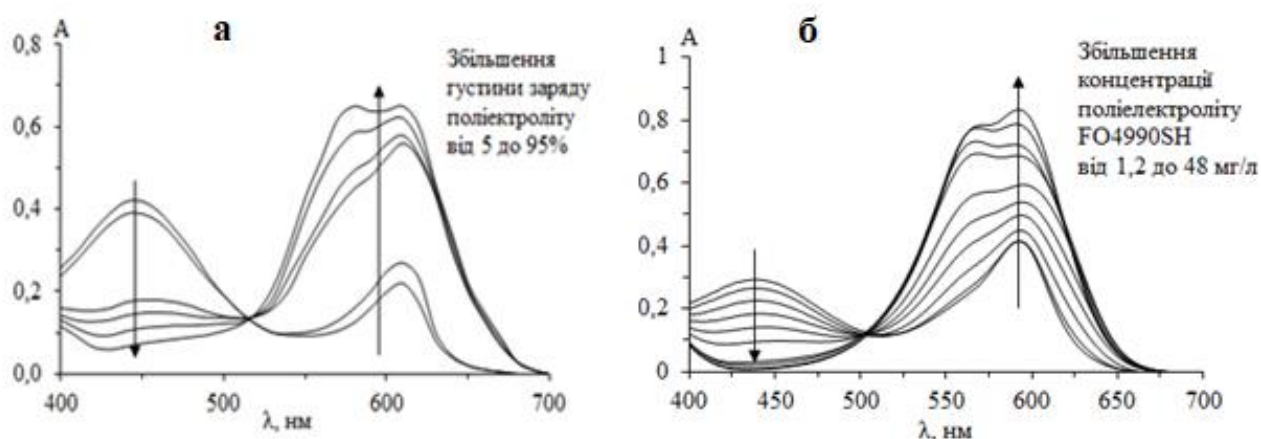 а
A
0,8
0,6
0,4
0,2
0,0
400
500
600
700
λ, нм
Збільшення
густини заряду
поліектроліту
від 5 до 95%
б
A
1
0,8
0,6
0,4
0,2
0
400
450
500
550
600
650
700
λ, нм
Збільшення
концентрації
поліелектроліту
FO4990SH
від 1,2 до 48 мг/л